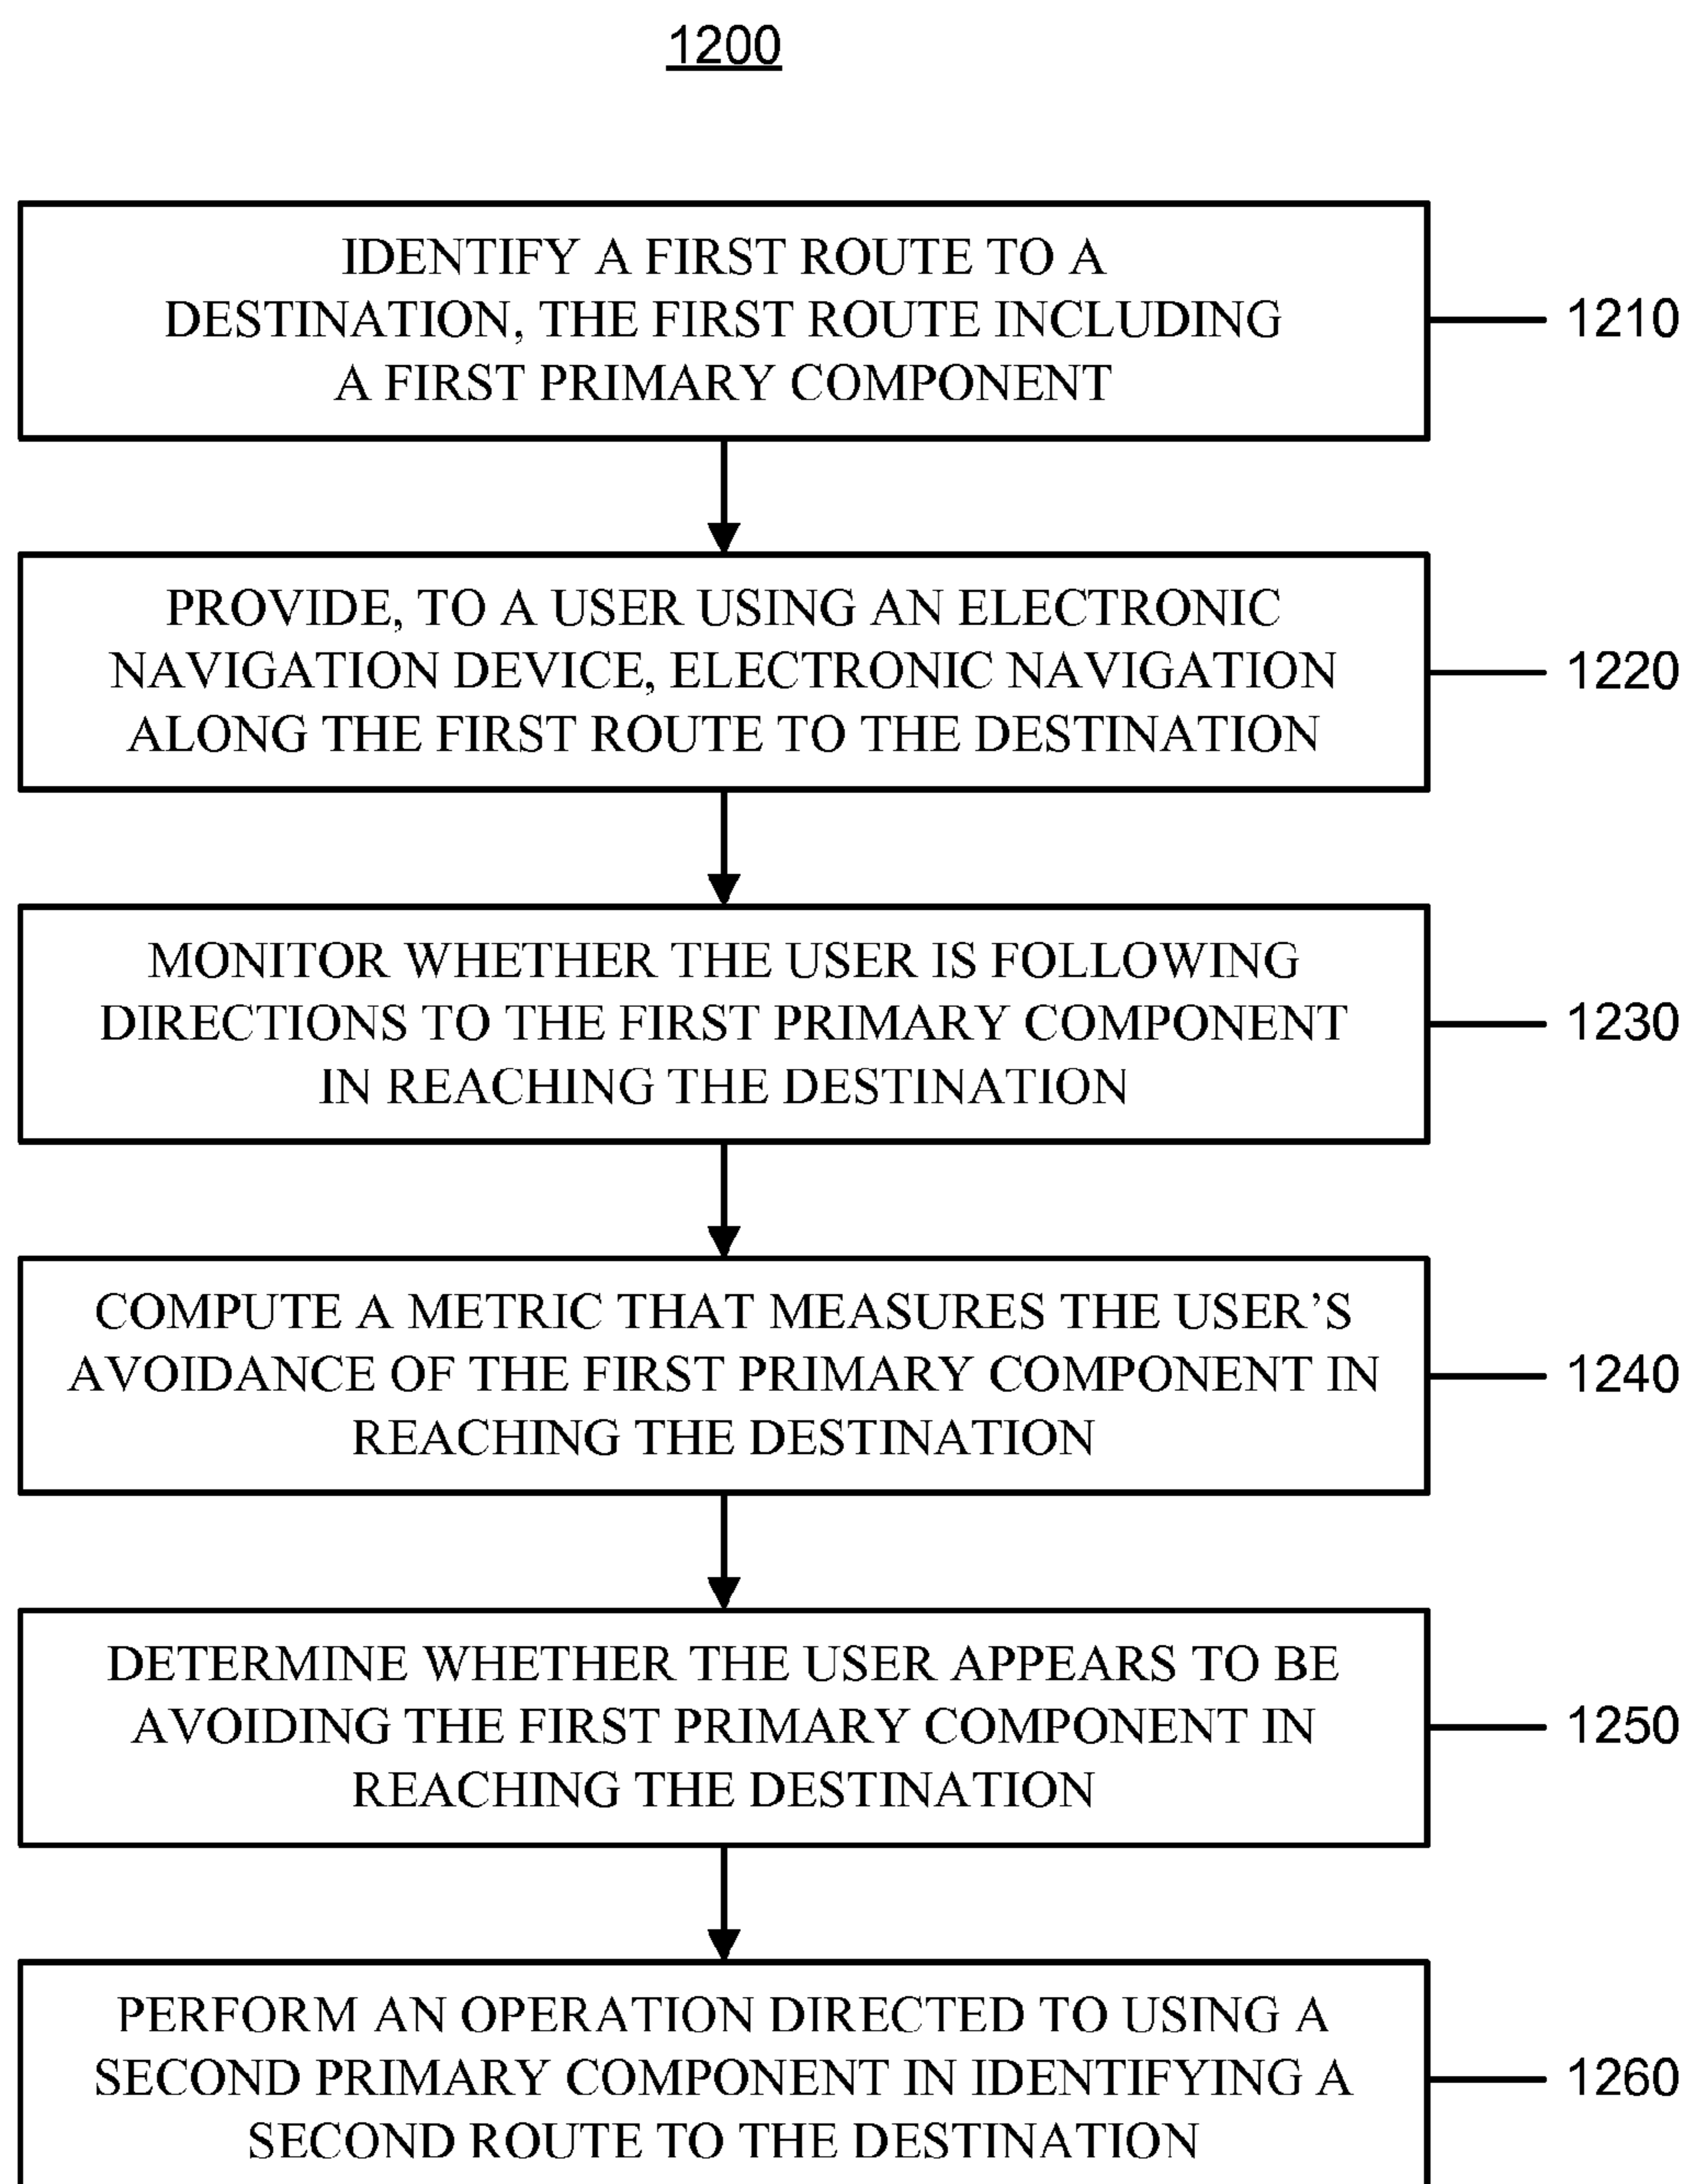 1200
IDENTIFY A FIRST ROUTE TO A
DESTINATION, THE FIRST ROUTE INCLUDING
A FIRST PRIMARY COMPONENT
1210
PROVIDE, TO A USER USING AN ELECTRONIC
NAVIGATION DEVICE, ELECTRONIC NAVIGATION
ALONG THE FIRST ROUTE TO THE DESTINATION
1220
MONITOR WHETHER THE USER IS FOLLOWING
DIRECTIONS TO THE FIRST PRIMARY COMPONENT
IN REACHING THE DESTINATION
1230
COMPUTE A METRIC THAT MEASURES THE USER’S
AVOIDANCE OF THE FIRST PRIMARY COMPONENT IN
REACHING THE DESTINATION
1240
DETERMINE WHETHER THE USER APPEARS TO BE
AVOIDING THE FIRST PRIMARY COMPONENT IN
REACHING THE DESTINATION
1250
PERFORM AN OPERATION DIRECTED TO USING A
SECOND PRIMARY COMPONENT IN IDENTIFYING A
SECOND ROUTE TO THE DESTINATION
1260